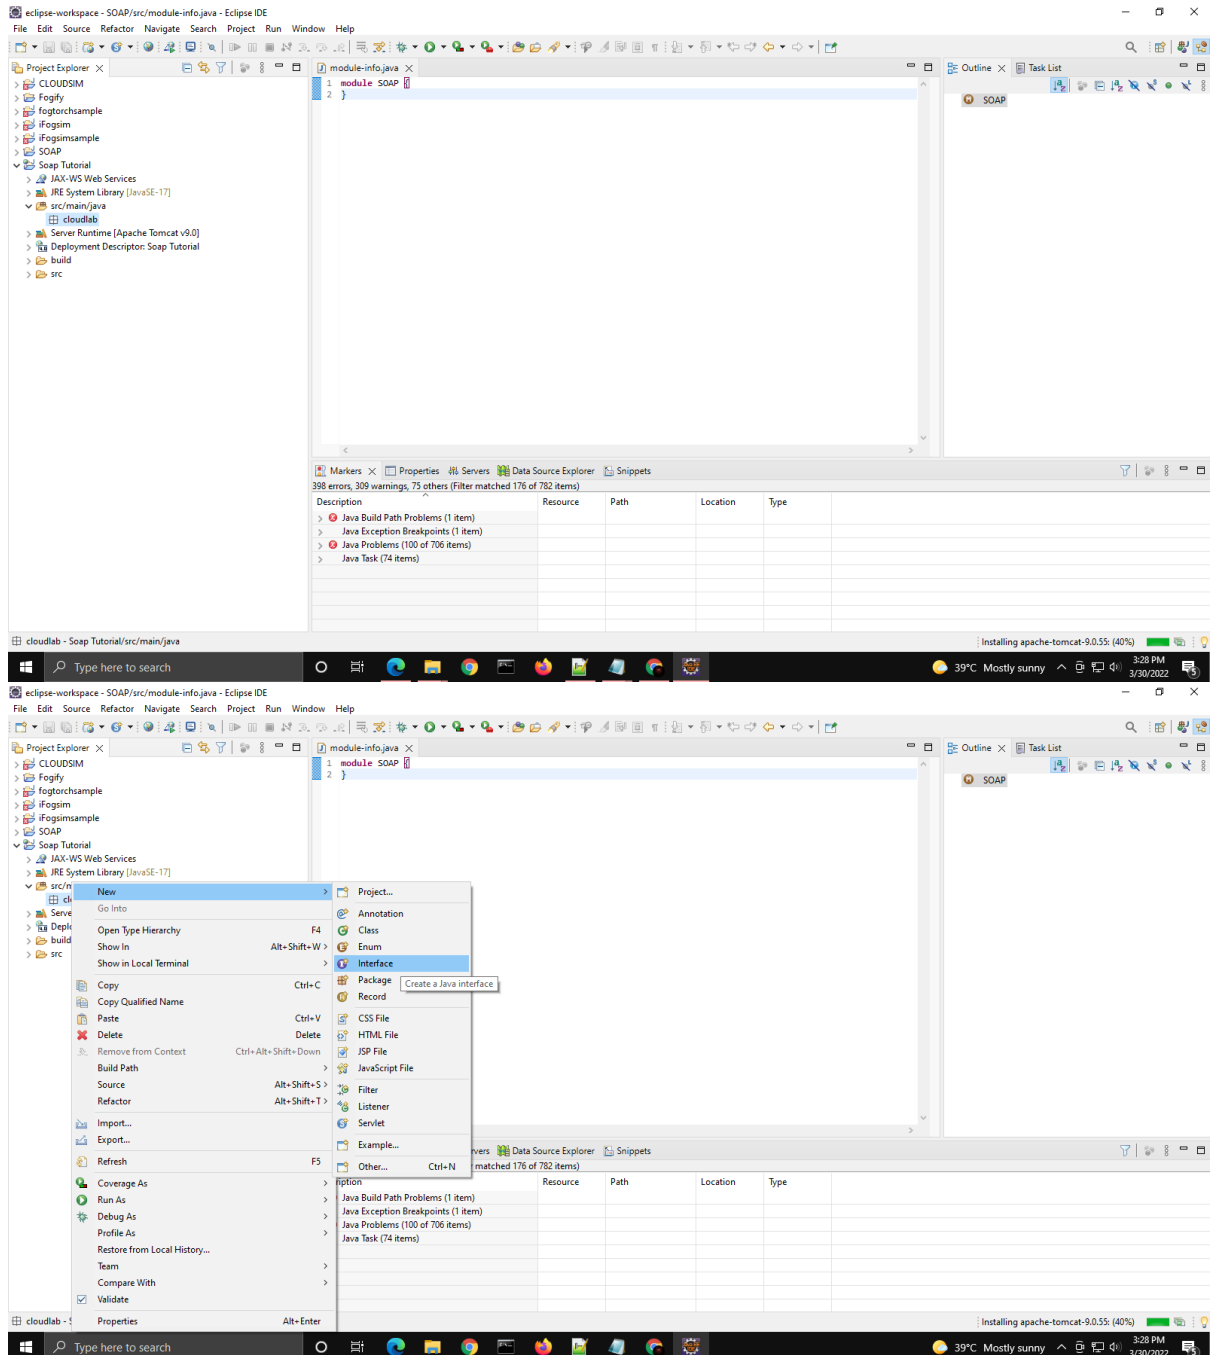 eclipse-workspace - SOAP/src/module-info.java - Eclipse IDE
File Edit Source Refactor Navigate Search Project Run Window Help
Project Explorer
CLOUDSIM
Fogify
fogtorchsample
iFogsim
iFogsimsample
SOAP
Soap Tutorial
JAX-WS Web Services
JRE System Library [JavaSE-17]
src/main/java
cloudlab
Server Runtime [Apache Tomcat v9.0]
Deployment Descriptor: Soap Tutorial
build
src
module-info.java
1 module SOAP {
2 }
Outline Task List
SOAP
Markers Properties Servers Data Source Explorer Snippets
398 errors, 309 warnings, 75 others (Filter matched 176 of 782 items)
Description Resource Path Location Type
Java Build Path Problems (1 item)
Java Exception Breakpoints (1 item)
Java Problems (100 of 706 items)
Java Task (74 items)
cloudlab - Soap Tutorial/src/main/java
Installing apache-tomcat-9.0.55: (40%)
Type here to search
39°C Mostly sunny
3:28 PM
3/30/2022
5
eclipse-workspace - SOAP/src/module-info.java - Eclipse IDE
File Edit Source Refactor Navigate Search Project Run Window Help
Project Explorer
CLOUDSIM
Fogify
fogtorchsample
iFogsim
iFogsimsample
SOAP
Soap Tutorial
JAX-WS Web Services
JRE System Library [JavaSE-17]
src/m
cl
Serve
Deplo
build
src
New
Go Into
Open Type Hierarchy F4
Show In Alt+Shift+W >
Show in Local Terminal
Copy Ctrl+C
Copy Qualified Name
Paste Ctrl+V
Delete Delete
Remove from Context Ctrl+Alt+Shift+Down
Build Path
Source Alt+Shift+S >
Refactor Alt+Shift+T >
Import...
Export...
Refresh F5
Coverage As
Run As
Debug As
Profile As
Restore from Local History...
Team
Compare With
Validate
Properties Alt+Enter
Project...
Annotation
Class
Enum
Interface
Package
Record
CSS File
HTML File
JSP File
JavaScript File
Filter
Listener
Servlet
Example...
Other... Ctrl+N
Create a Java interface
module-info.java
1 module SOAP {
2 }
Outline Task List
SOAP
rvers Data Source Explorer Snippets
matched 176 of 782 items)
ription Resource Path Location Type
Java Build Path Problems (1 item)
Java Exception Breakpoints (1 item)
Java Problems (100 of 706 items)
Java Task (74 items)
cloudlab - S
Installing apache-tomcat-9.0.55: (40%)
Type here to search
39°C Mostly sunny
3:28 PM
3/30/2022
5